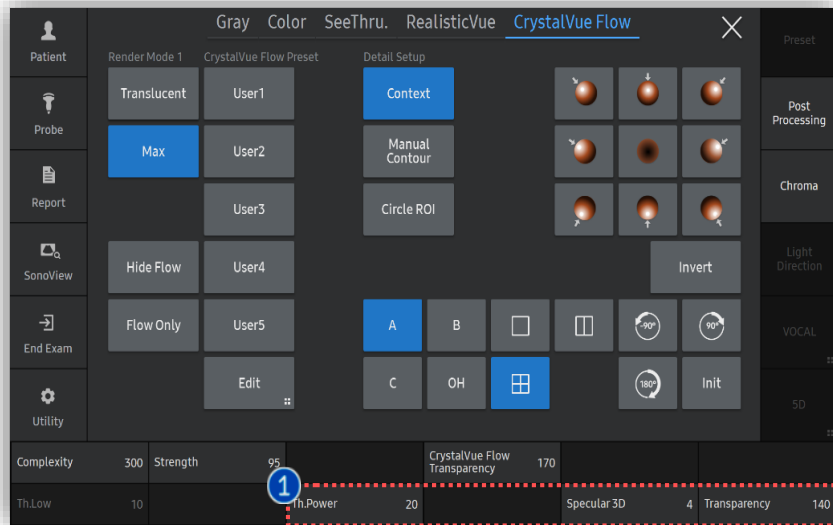 Gray Color SeeThru. RealisticVue CrystalVue Flow
Patient
Probe
Report
SonoView
End Exam
Utility
Render Mode 1 CrystalVue Flow Preset Detail Setup
Translucent User1 Context
Max User2 Manual
Contour
User3 Circle ROI
Hide Flow User4 Invert
Flow Only User5 A B -90° 90°
Edit C OH 180° Init
Preset
Post
Processing
Chroma
Light
Direction
VOCAL
5D
Complexity 300 Strength 95 CrystalVue Flow
Transparency 170
1
Th.Low 10 Th.Power 20 Specular 3D 4 Transparency 140